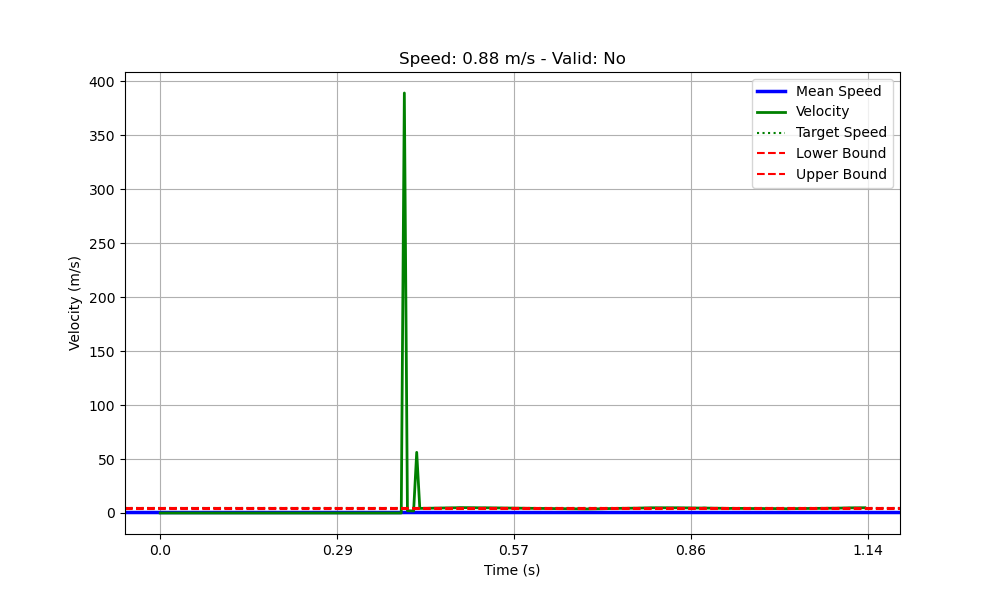 Speed: 0.88 m/s - Valid: No
400
350
300
250
200
150
100
50
0
Velocity (m/s)
Mean Speed
Velocity
Target Speed
Lower Bound
Upper Bound
0.0 0.29 0.57 0.86 1.14
Time (s)